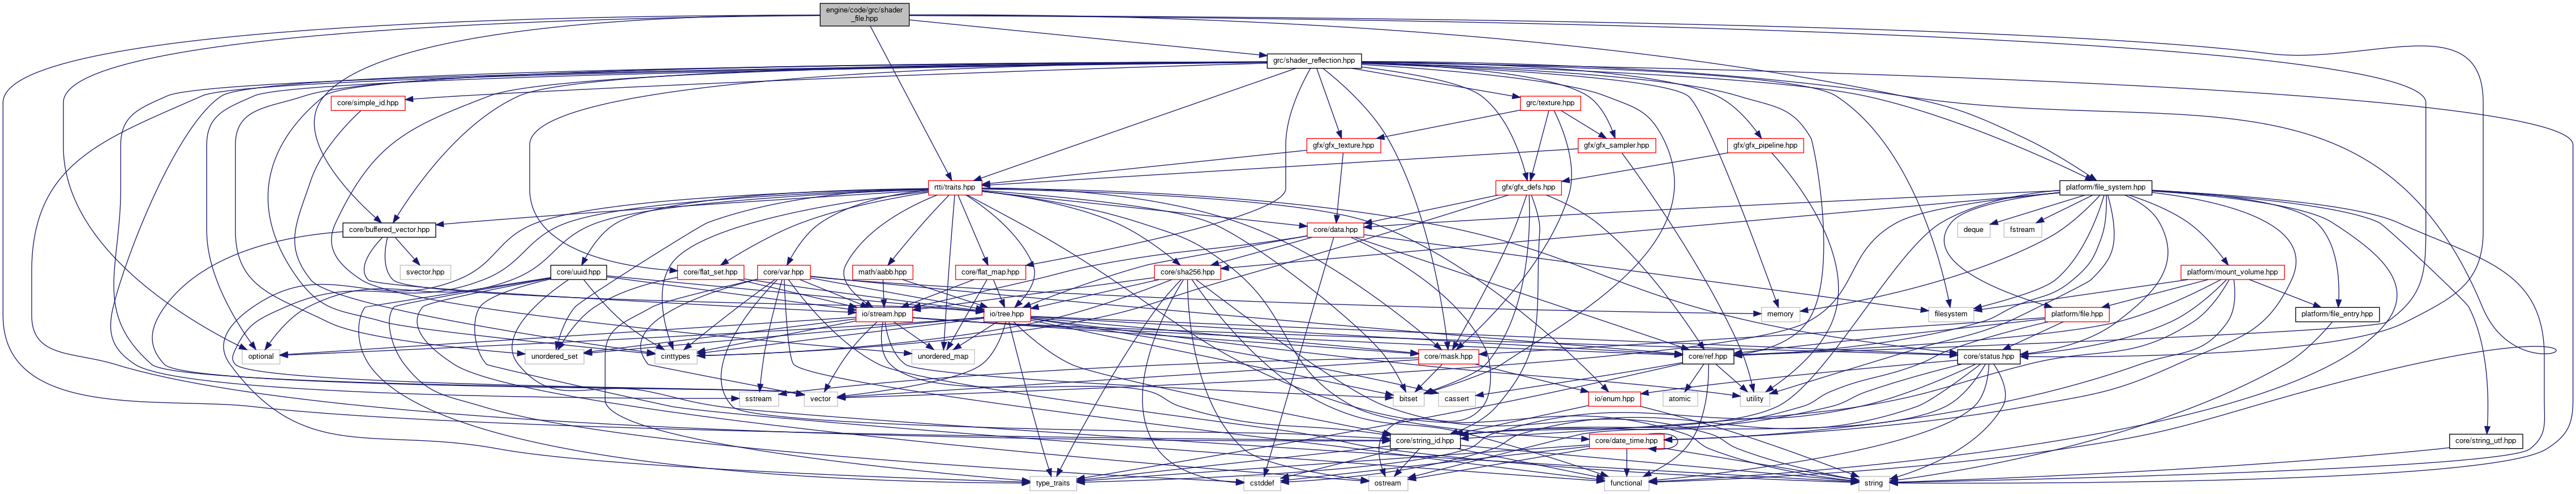 engine/code/grc/shader
_file.hpp
grc/shader_reflection.hpp
core/simple_id.hpp
grc/texture.hpp
gfx/gfx_texture.hpp
gfx/gfx_sampler.hpp
gfx/gfx_pipeline.hpp
rtti/traits.hpp
gfx/gfx_defs.hpp
platform/file_system.hpp
core/buffered_vector.hpp
core/data.hpp
deque
fstream
svector.hpp
core/uuid.hpp
core/flat_set.hpp
core/var.hpp
math/aabb.hpp
core/flat_map.hpp
core/sha256.hpp
platform/mount_volume.hpp
io/stream.hpp
io/tree.hpp
memory
filesystem
platform/file.hpp
platform/file_entry.hpp
optional
unordered_set
cinttypes
unordered_map
core/mask.hpp
core/ref.hpp
core/status.hpp
sstream
vector
bitset
cassert
atomic
utility
io/enum.hpp
core/string_id.hpp
core/date_time.hpp
core/string_utf.hpp
type_traits
cstddef
ostream
functional
string